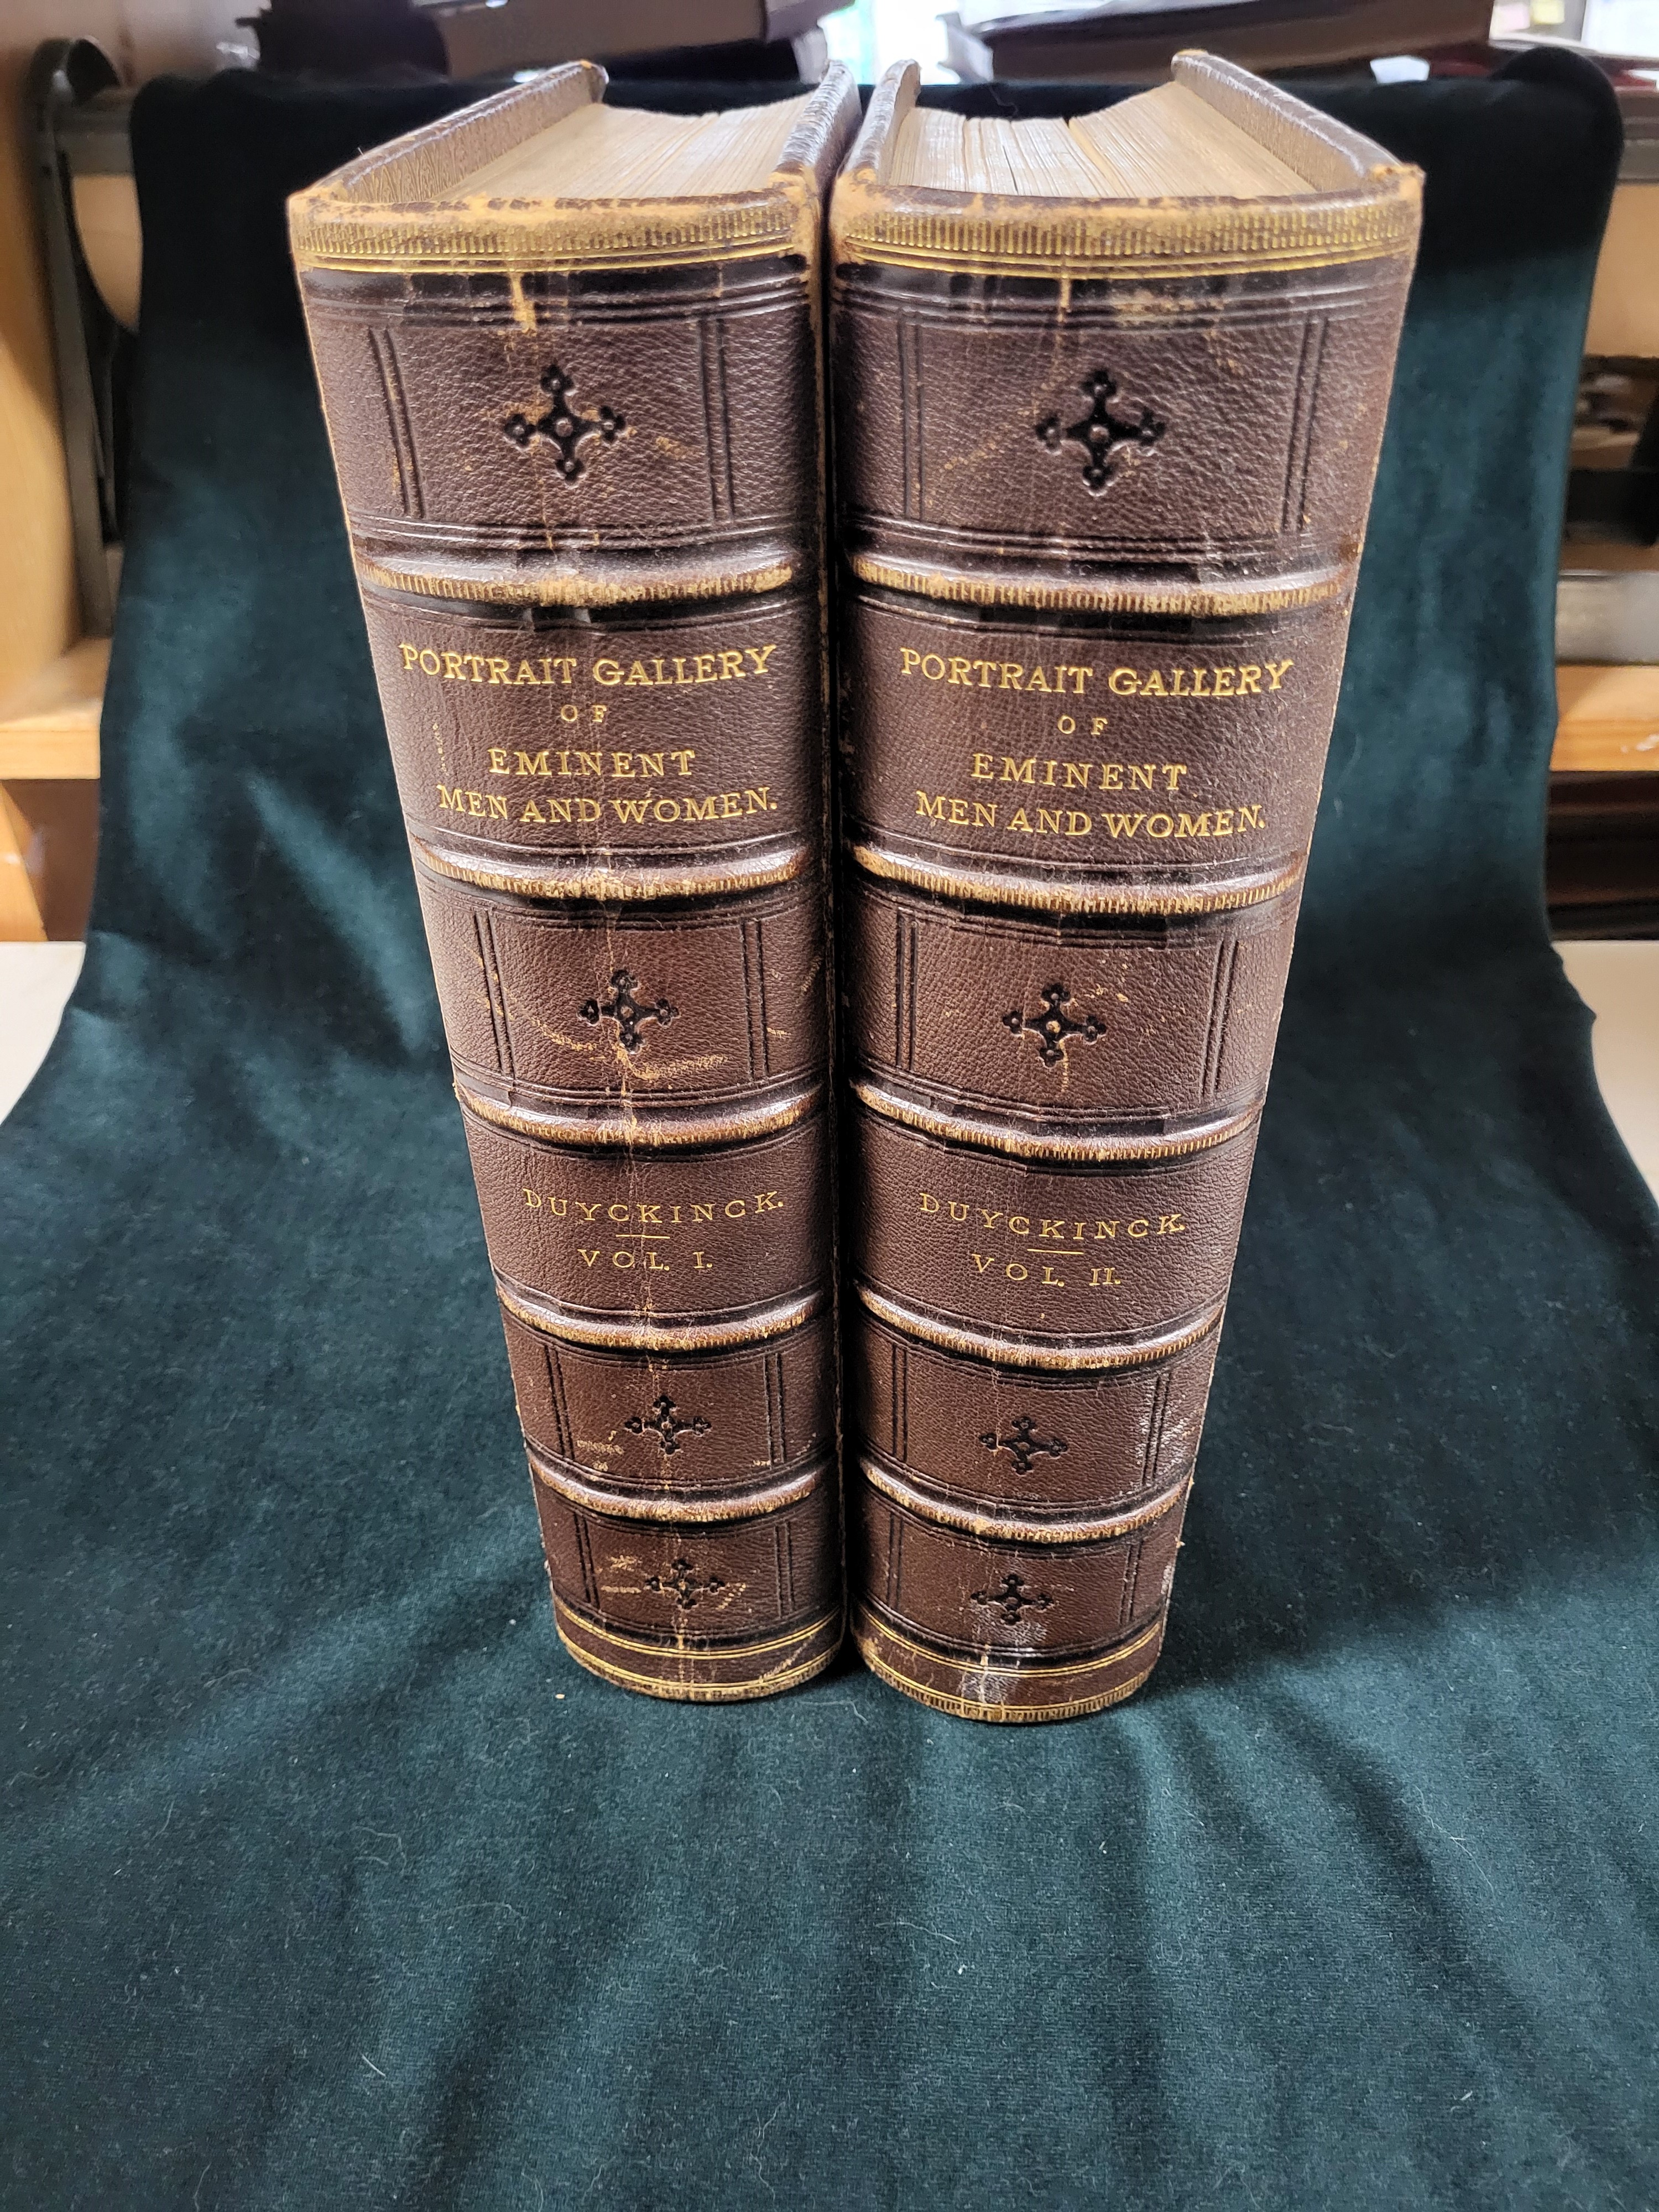 PORTRAIT GALLERY
OF
EMINENT
MEN AND WOMEN.
DUYCKINCK.
VOL. I.
PORTRAIT GALLERY
OF
EMINENT
MEN AND WOMEN.
DUYCKINCK.
VOL. II.